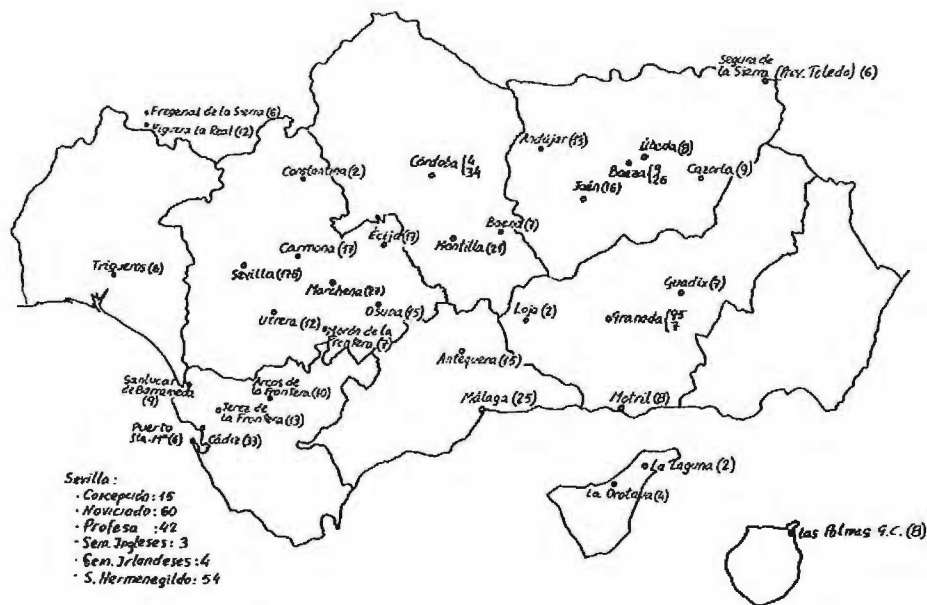 Segura de
la Sierra (Prov. Toledo) (6)
Fregenal de la Sierra (6)
Higuera la Real (12)
Andújar (13)
Úbeda (8)
Baeza { 9
26
Cazorla (9)
Jaén (16)
Constantina (2)
Córdoba { 4
34
Baena (7)
Montilla (21)
Écija (17)
Carmona (17)
Sevilla (178)
Trigueros (8)
Marchena (27)
Osuna (15)
Utrera (12)
Morón de la
Frontera (7)
Loja (2)
Guadix (7)
Granada { 95
7
Antequera (15)
Sanlúcar
de Barrameda
(9)
Arcos de
la Frontera (10)
Jerez de
la Frontera (13)
Málaga (25)
Motril (8)
Puerto
Sta. Mª (6)
Cádiz (33)
La Laguna (2)
La Orotava (4)
Las Palmas G.C. (8)
Sevilla:
· Concepción: 15
· Noviciado: 60
· Profesa : 42
· Sem. Ingleses: 3
· Sem. Irlandeses: 4
· S. Hermenegildo: 54